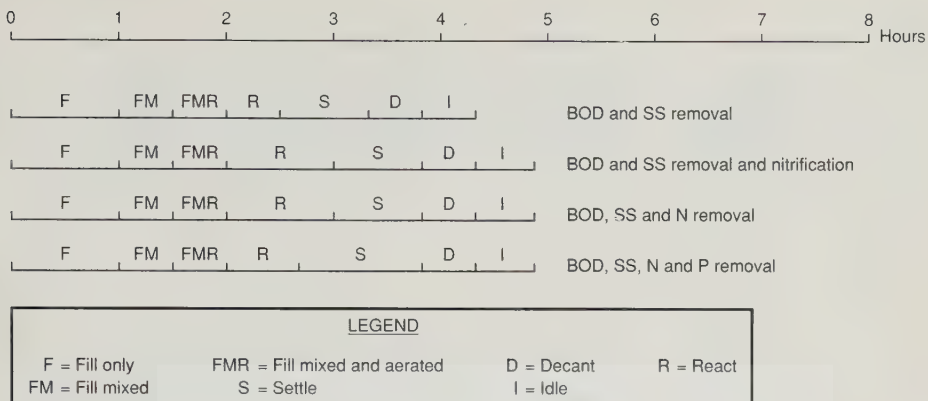 0 1 2 3 4 5 6 7 8 Hours
F FM FMR R S D I BOD and SS removal
F FM FMR R S D I BOD and SS removal and nitrification
F FM FMR R S D I BOD, SS and N removal
F FM FMR R S D I BOD, SS, N and P removal
LEGEND
F = Fill only FMR = Fill mixed and aerated D = Decant R = React
FM = Fill mixed S = Settle I = Idle